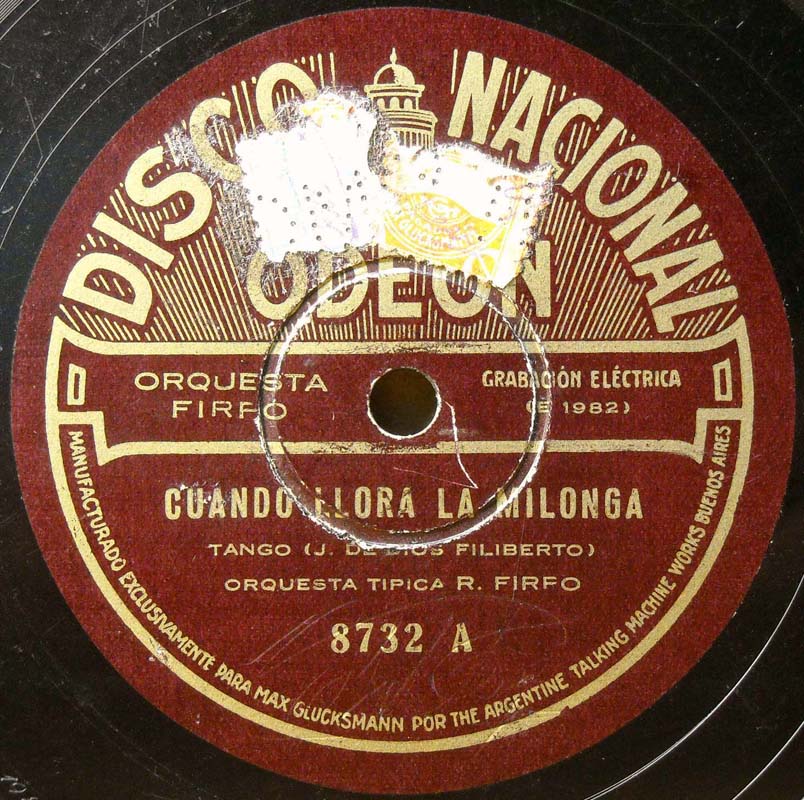 DISCO NACIONAL
GLUCKSMANN
ODEON
ORQUESTA
FIRPO
GRABACIÓN ELÉCTRICA
(E 1982)
CUANDO LLORA LA MILONGA
TANGO (J. DE DIOS FILIBERTO)
ORQUESTA TIPICA R. FIRPO
8732 A
MANUFACTURADO EXCLUSIVAMENTE PARA MAX GLUCKSMANN POR THE ARGENTINE TALKING MACHINE WORKS BUENOS AIRES